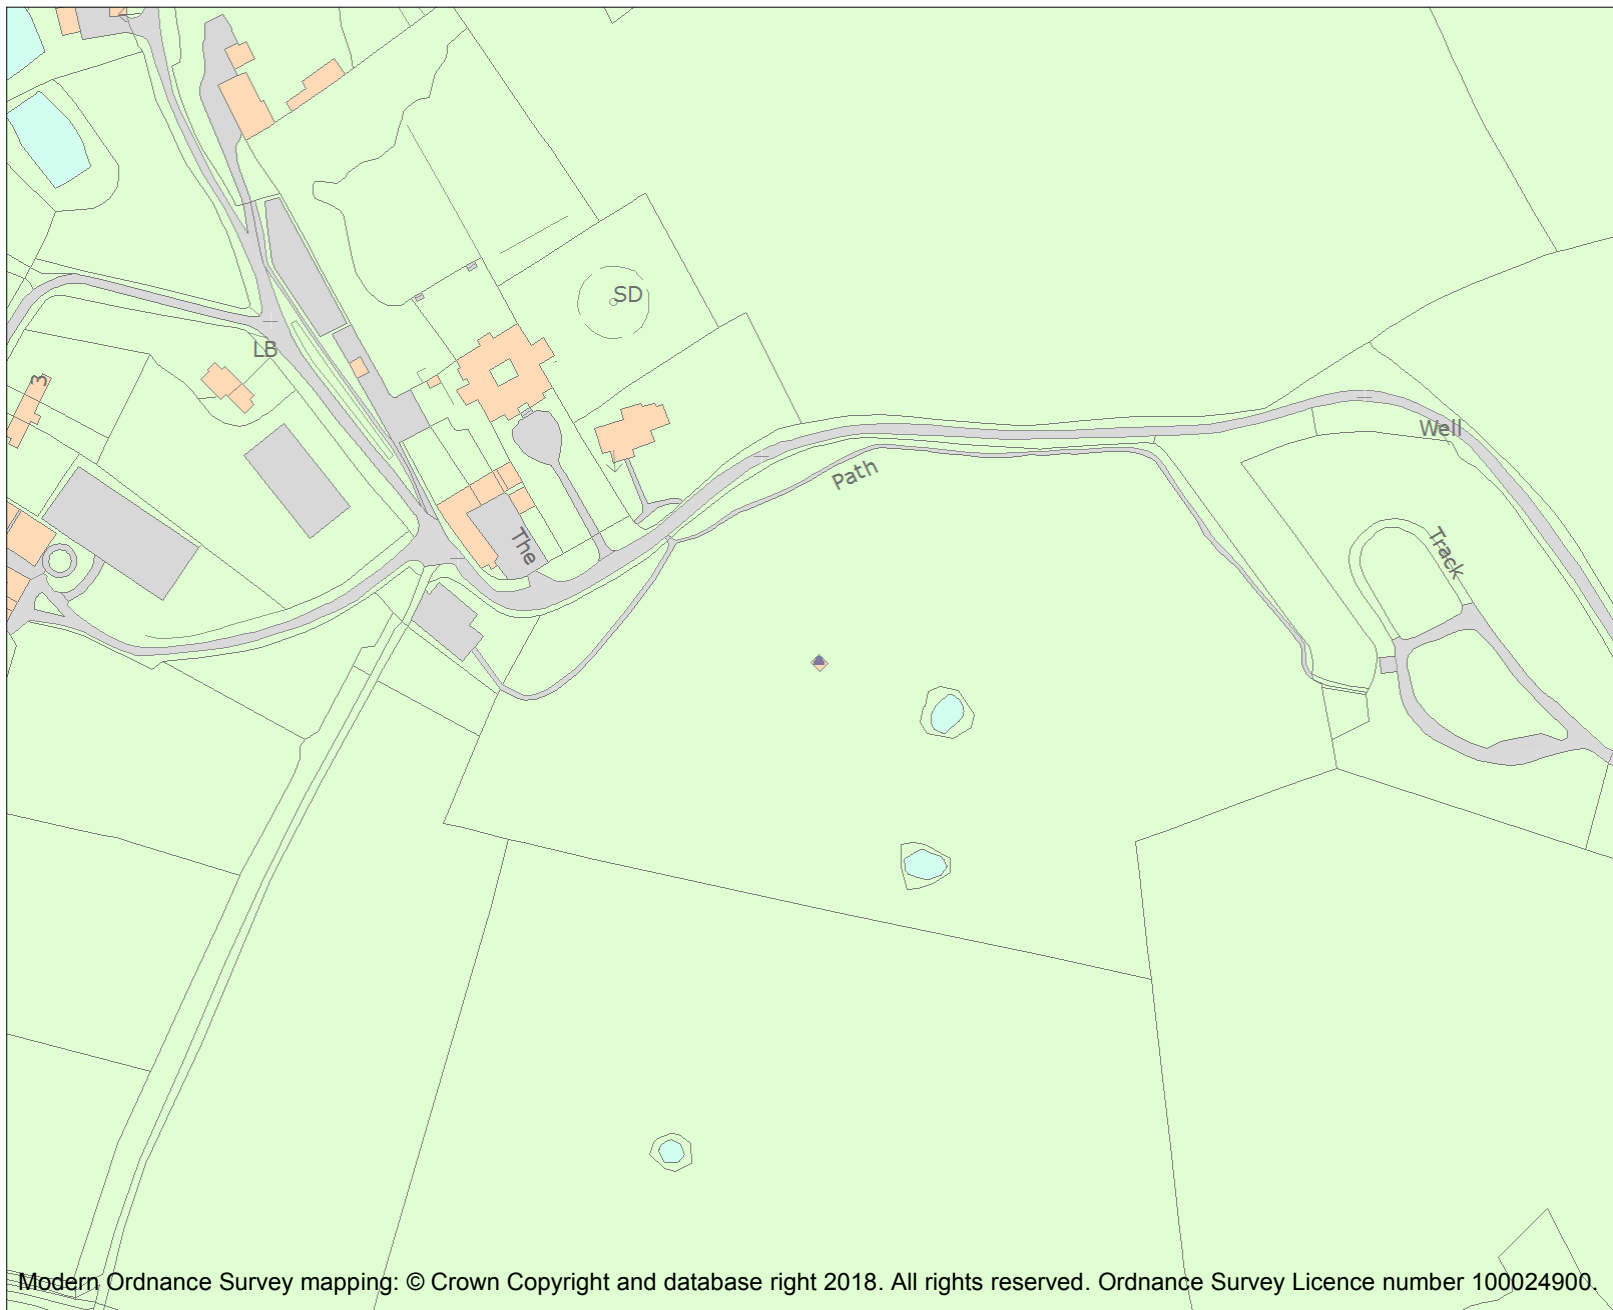 SD
LB
3
Well
Path
The
Track
Modern Ordnance Survey mapping: © Crown Copyright and database right 2018. All rights reserved. Ordnance Survey Licence number 100024900.